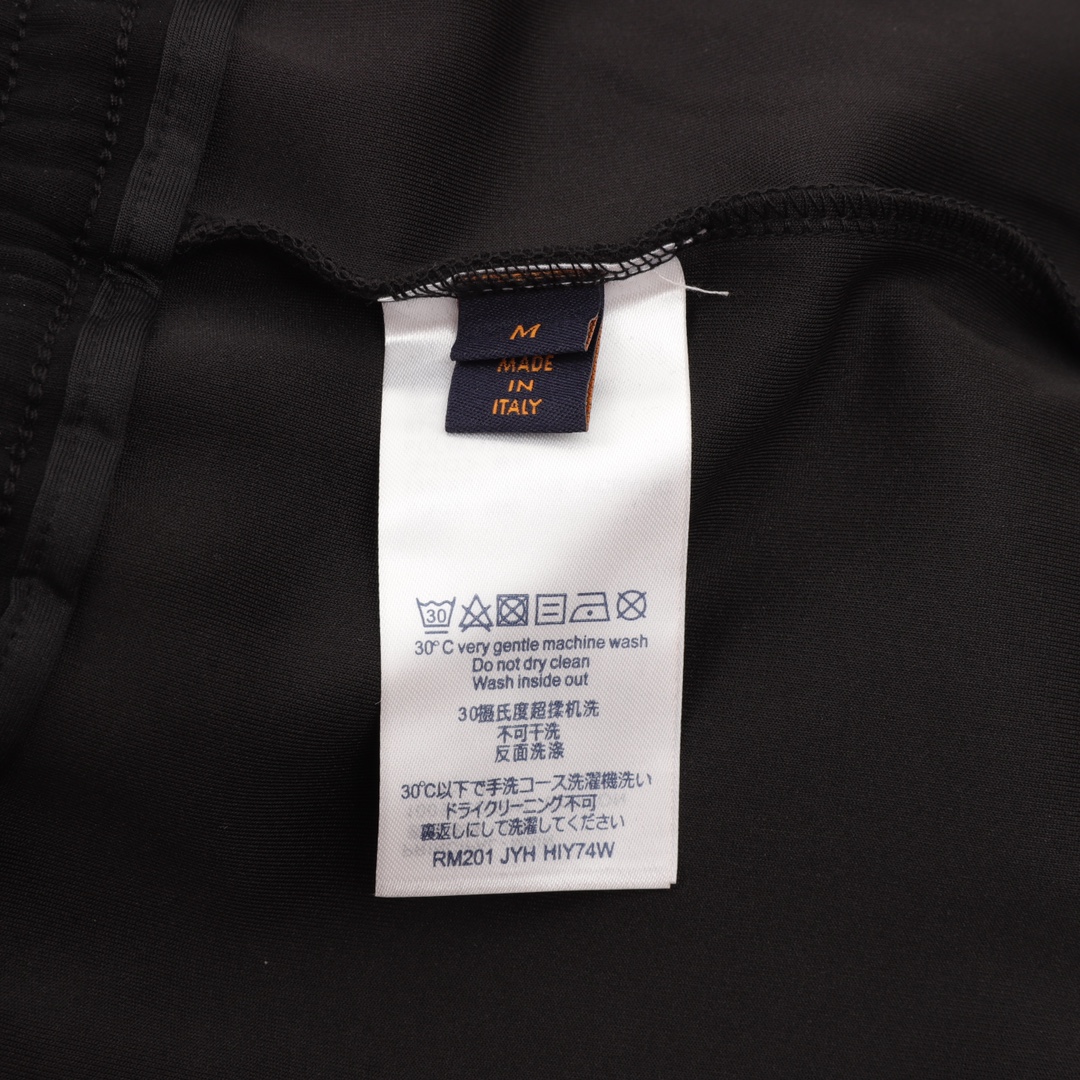 M
MADE
IN
ITALY
30
30°C very gentle machine wash
Do not dry clean
Wash inside out
30摄氏度超揉机洗
不可干洗
反面洗涤
30℃以下で手洗コース洗濯機洗い
ドライクリーニング不可
裏返しにして洗濯してください
RM201 JYH HIY74W